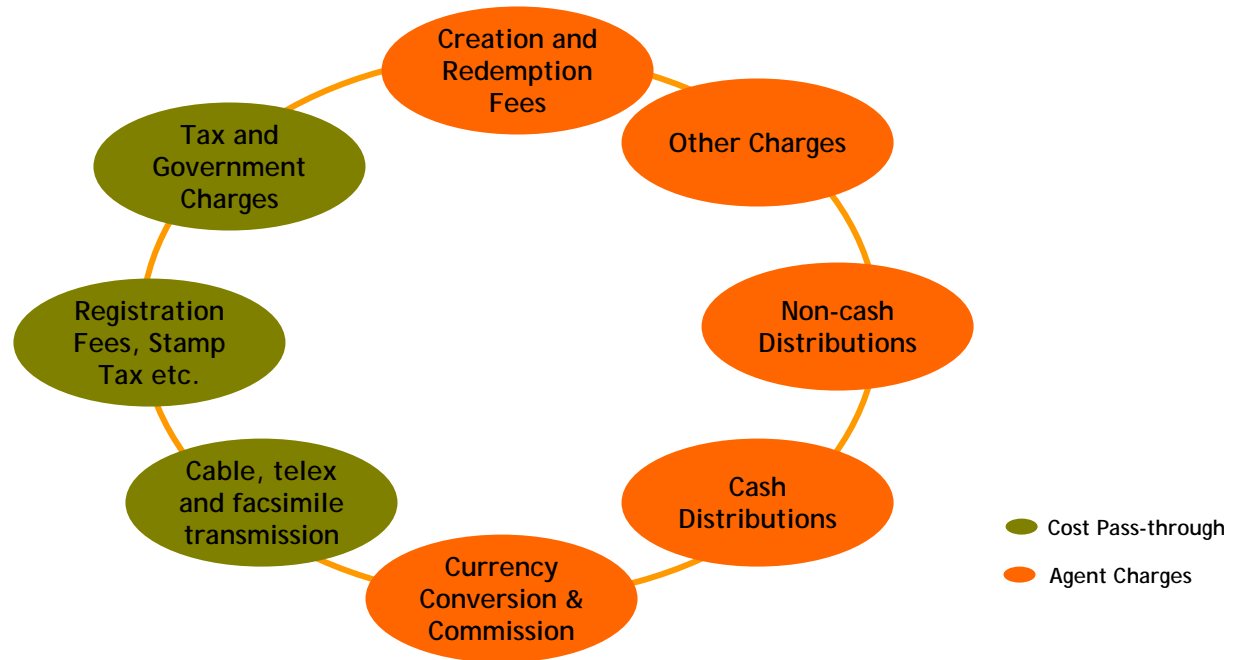 Creation and
Redemption
Fees
Other Charges
Tax and
Government
Charges
Non-cash
Distributions
Registration
Fees, Stamp
Tax etc.
Cable, telex
and facsimile
transmission
Cash
Distributions
Currency
Conversion &
Commission
Cost Pass-through
Agent Charges